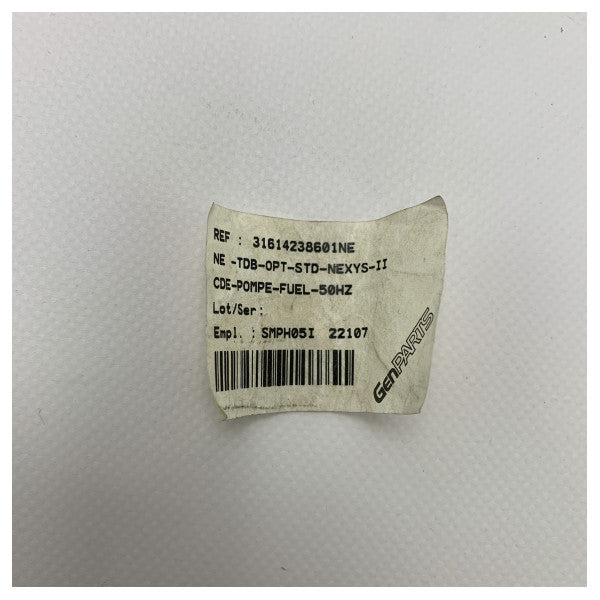 REF : 31614238601NE
NE -TDB-OPT-STD-NEXYS-II
CDE-POMPE-FUEL-50HZ
Lot/Ser:
Empl. : SMPH05I 22107
GenPARTS